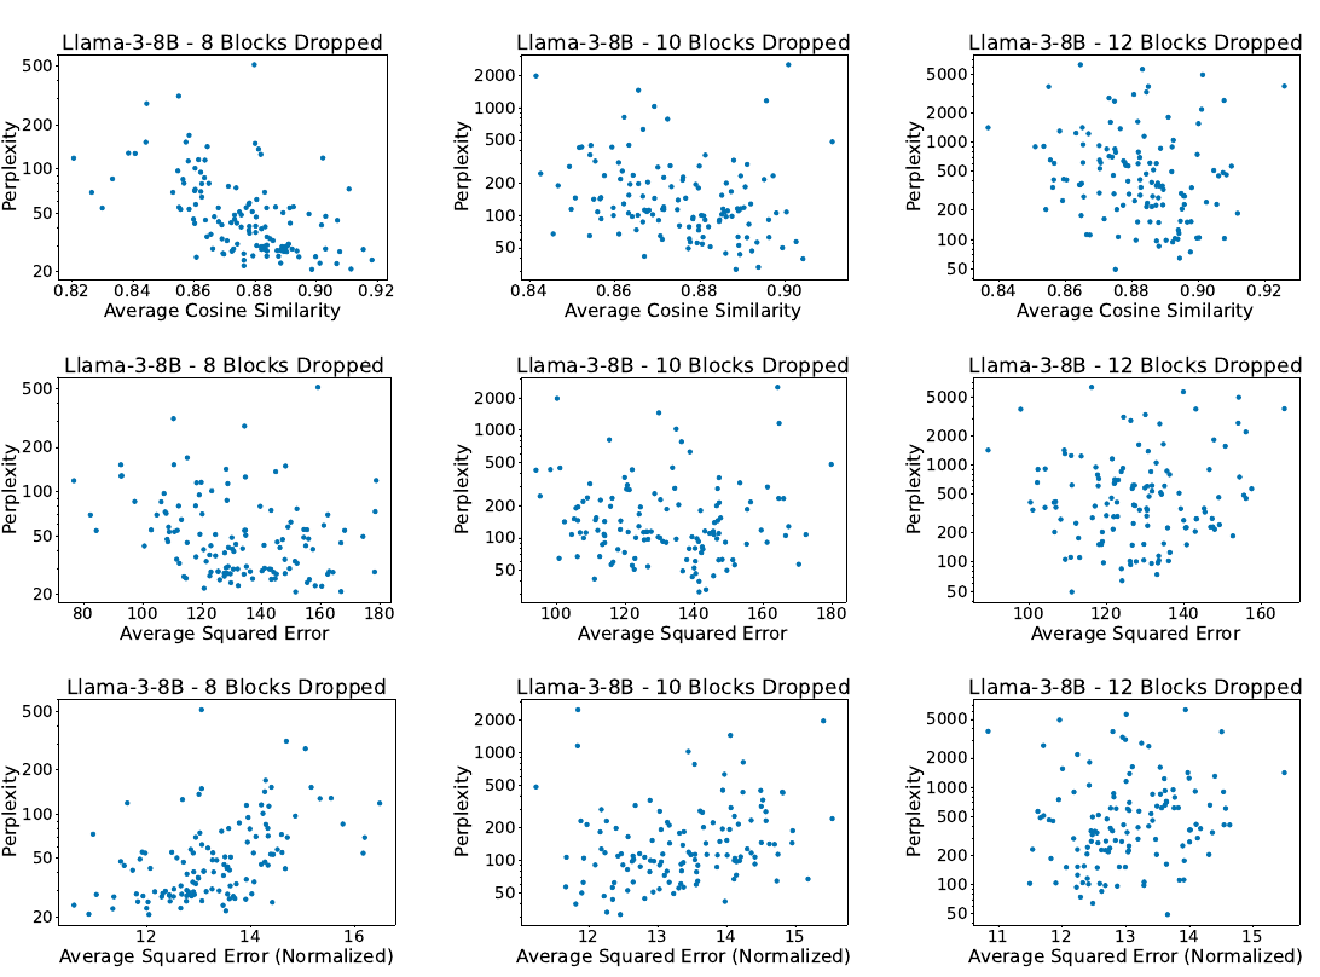 Llama-3-8B - 8 Blocks Dropped
Perplexity
500
200
100
50
20
0.82 0.84 0.86 0.88 0.90 0.92
Average Cosine Similarity
Llama-3-8B - 10 Blocks Dropped
Perplexity
2000
1000
500
200
100
50
0.84 0.86 0.88 0.90
Average Cosine Similarity
Llama-3-8B - 12 Blocks Dropped
Perplexity
5000
1000
500
200
100
50
0.84 0.86 0.88 0.90 0.92
Average Cosine Similarity
Llama-3-8B - 8 Blocks Dropped
Perplexity
500
200
100
50
20
80 100 120 140 160 180
Average Squared Error
Llama-3-8B - 10 Blocks Dropped
Perplexity
2000
1000
500
200
100
50
100 120 140 160 180
Average Squared Error
Llama-3-8B - 12 Blocks Dropped
Perplexity
5000
2000
1000
500
200
100
50
100 120 140 160
Average Squared Error
Llama-3-8B - 8 Blocks Dropped
Perplexity
500
200
100
50
20
12 14 16
Average Squared Error (Normalized)
Llama-3-8B - 10 Blocks Dropped
Perplexity
2000
1000
500
200
100
50
12 13 14 15
Average Squared Error (Normalized)
Llama-3-8B - 12 Blocks Dropped
Perplexity
5000
2000
1000
500
200
100
50
11 12 13 14 15
Average Squared Error (Normalized)